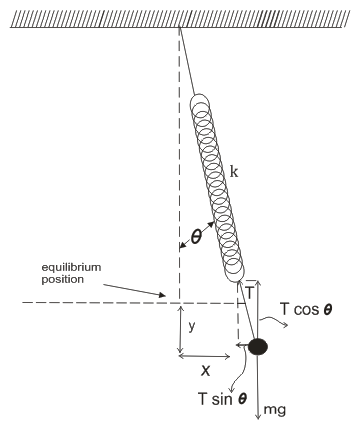 k
θ
equilibrium
position
T
T cos θ
y
x
T sin θ
mg